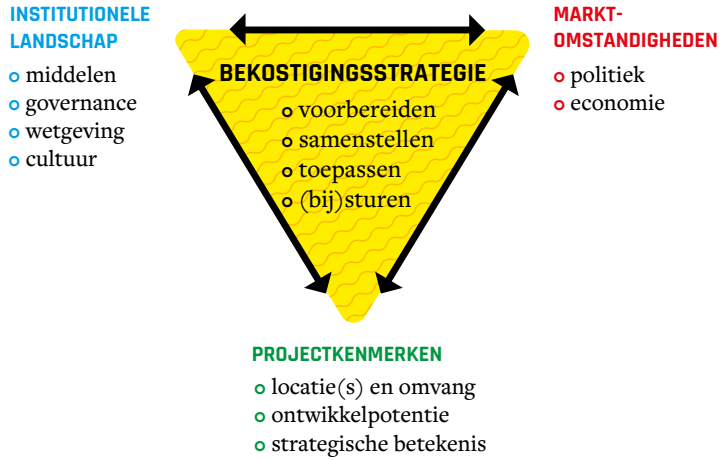 INSTITUTIONELE
LANDSCHAP
middelen
governance
wetgeving
cultuur
MARKT-
OMSTANDIGHEDEN
politiek
economie
BEKOSTIGINGSSTRATEGIE
voorbereiden
samenstellen
toepassen
(bij)sturen
PROJECTKENMERKEN
locatie(s) en omvang
ontwikkelpotentie
strategische betekenis